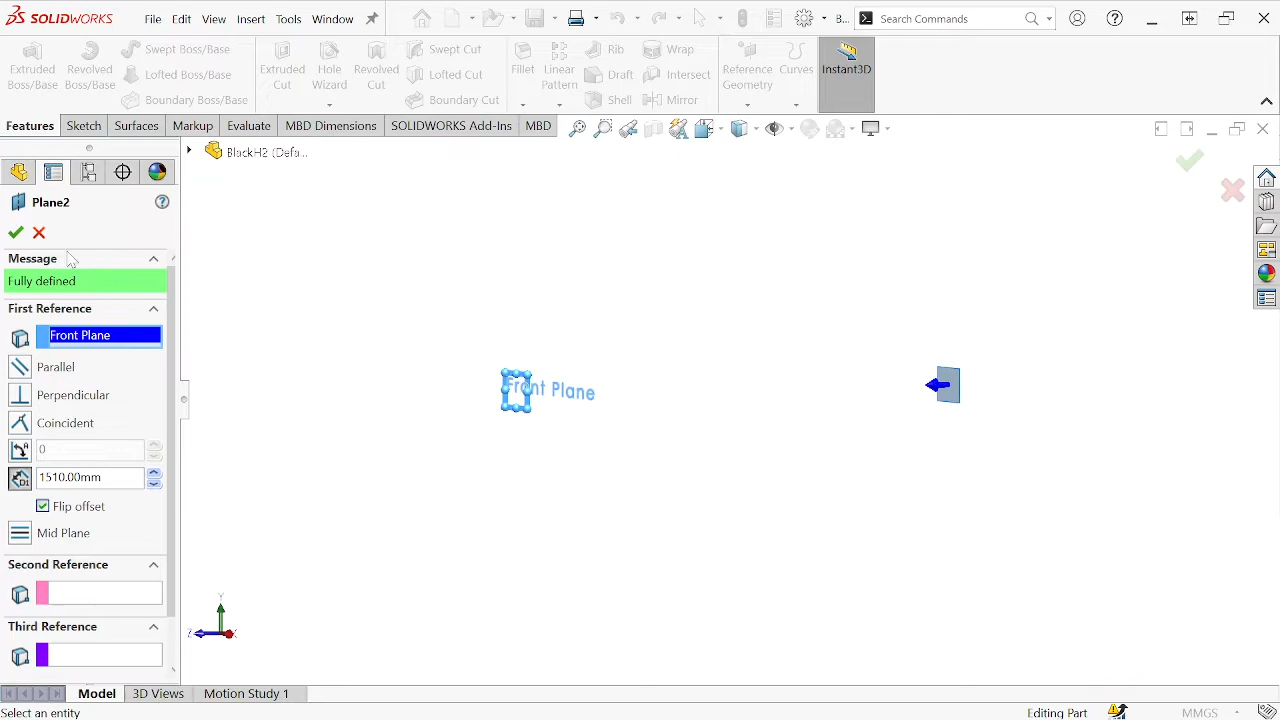 SOLIDWORKS File Edit View Insert Tools Window B... Search Commands
Extruded Boss/Base
Revolved Boss/Base
Swept Boss/Base
Lofted Boss/Base
Boundary Boss/Base
Extruded Cut
Hole Wizard
Revolved Cut
Swept Cut
Lofted Cut
Boundary Cut
Fillet
Linear Pattern
Rib
Draft
Shell
Wrap
Intersect
Mirror
Reference Geometry
Curves
Instant3D
Features Sketch Surfaces Markup Evaluate MBD Dimensions SOLIDWORKS Add-Ins MBD
BlackH2 (Defa...
Plane2
Message
Fully defined
First Reference
Front Plane
Parallel
Perpendicular
Coincident
0
1510.00mm
Flip offset
Mid Plane
Second Reference
Third Reference
Front Plane
Y
Z
X
Model 3D Views Motion Study 1
Select an entity Editing Part MMGS